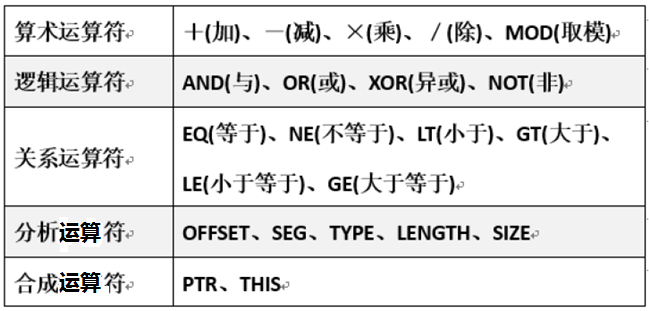 算术运算符 ＋(加)、－(减)、×(乘)、/(除)、MOD(取模)
逻辑运算符 AND(与)、OR(或)、XOR(异或)、NOT(非)
关系运算符 EQ(等于)、NE(不等于)、LT(小于)、GT(大于)、
LE(小于等于)、GE(大于等于)
分析运算符 OFFSET、SEG、TYPE、LENGTH、SIZE
合成运算符 PTR、THIS